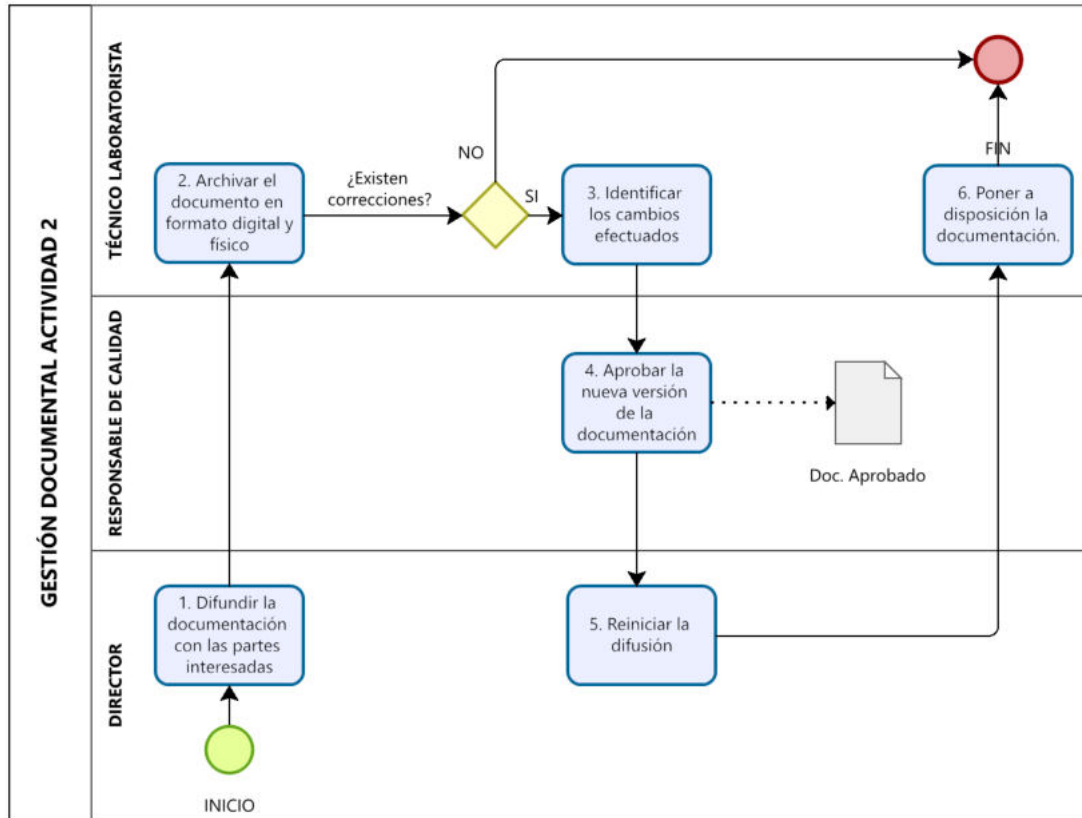 GESTIÓN DOCUMENTAL ACTIVIDAD 2
TÉCNICO LABORATORISTA
2. Archivar el
documento en
formato digital y
físico
¿Existen
correcciones?
NO
SI
3. Identificar
los cambios
efectuados
FIN
6. Poner a
disposición la
documentación.
RESPONSABLE DE CALIDAD
4. Aprobar la
nueva versión
de la
documentación
Doc. Aprobado
DIRECTOR
1. Difundir la
documentación
con las partes
interesadas
5. Reiniciar la
difusión
INICIO